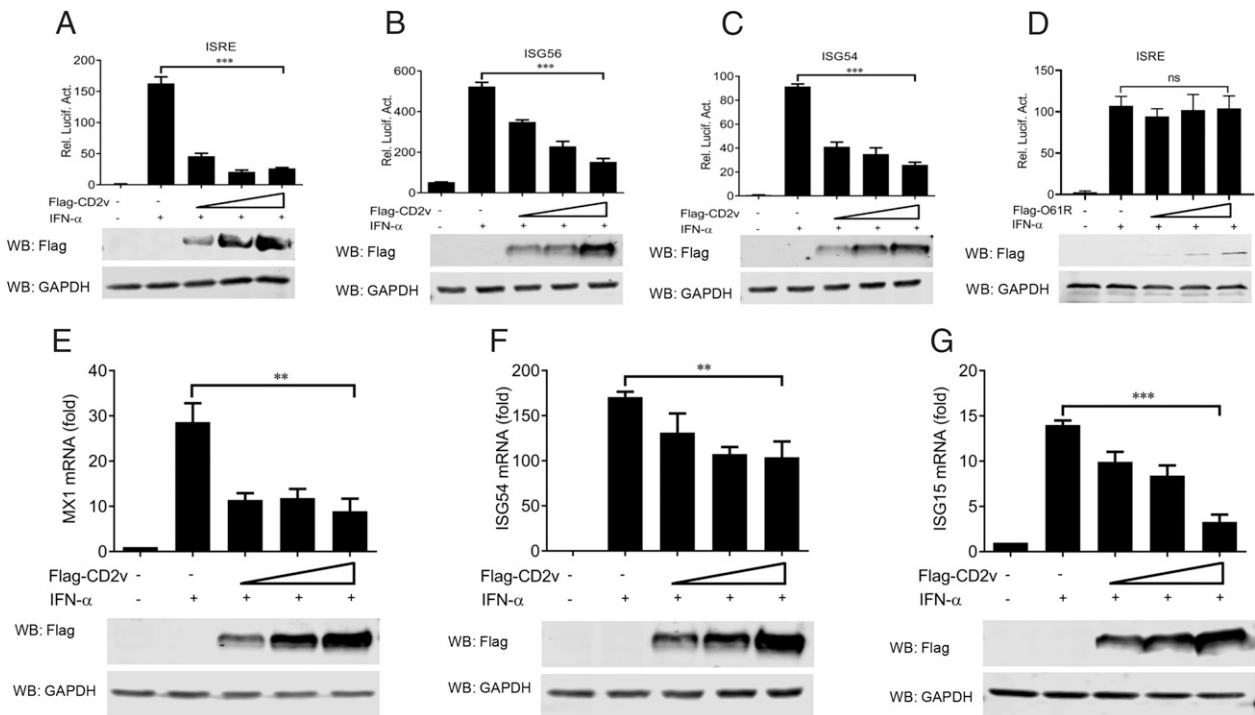 A
ISRE
***
Rel. Lucif. Act.
200
150
100
50
0
Flag-CD2v -  -
IFN-α - + + + +
WB: Flag
WB: GAPDH
B
ISG56
***
Rel. Lucif. Act.
600
400
200
0
Flag-CD2v - -
IFN-α - + + + +
WB: Flag
WB: GAPDH
C
ISG54
***
Rel. Lucif. Act.
100
80
60
40
20
0
Flag-CD2v - -
IFN-α - + + + +
WB: Flag
WB: GAPDH
D
ISRE
ns
Rel. Lucif. Act.
150
100
50
0
Flag-O61R - -
IFN-α - + + + +
WB: Flag
WB: GAPDH
E
**
MX1 mRNA (fold)
40
30
20
10
0
Flag-CD2v - -
IFN-α - + + + +
WB: Flag
WB: GAPDH
F
**
ISG54 mRNA (fold)
200
150
100
50
0
Flag-CD2v - -
IFN-α - + + + +
WB: Flag
WB: GAPDH
G
***
ISG15 mRNA (fold)
20
15
10
5
0
Flag-CD2v - -
IFN-α - + + + +
WB: Flag
WB: GAPDH